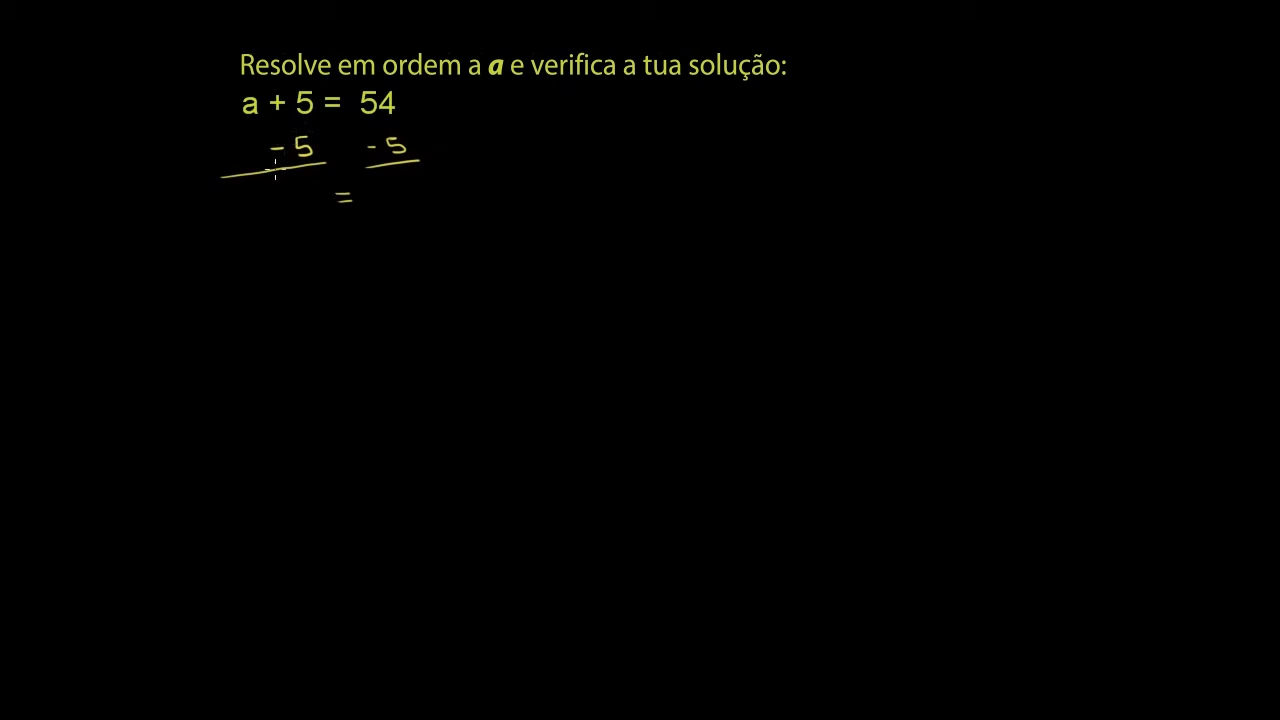 Resolve em ordem a a e verifica a tua solução:
a + 5 = 54
- 5 - 5
=